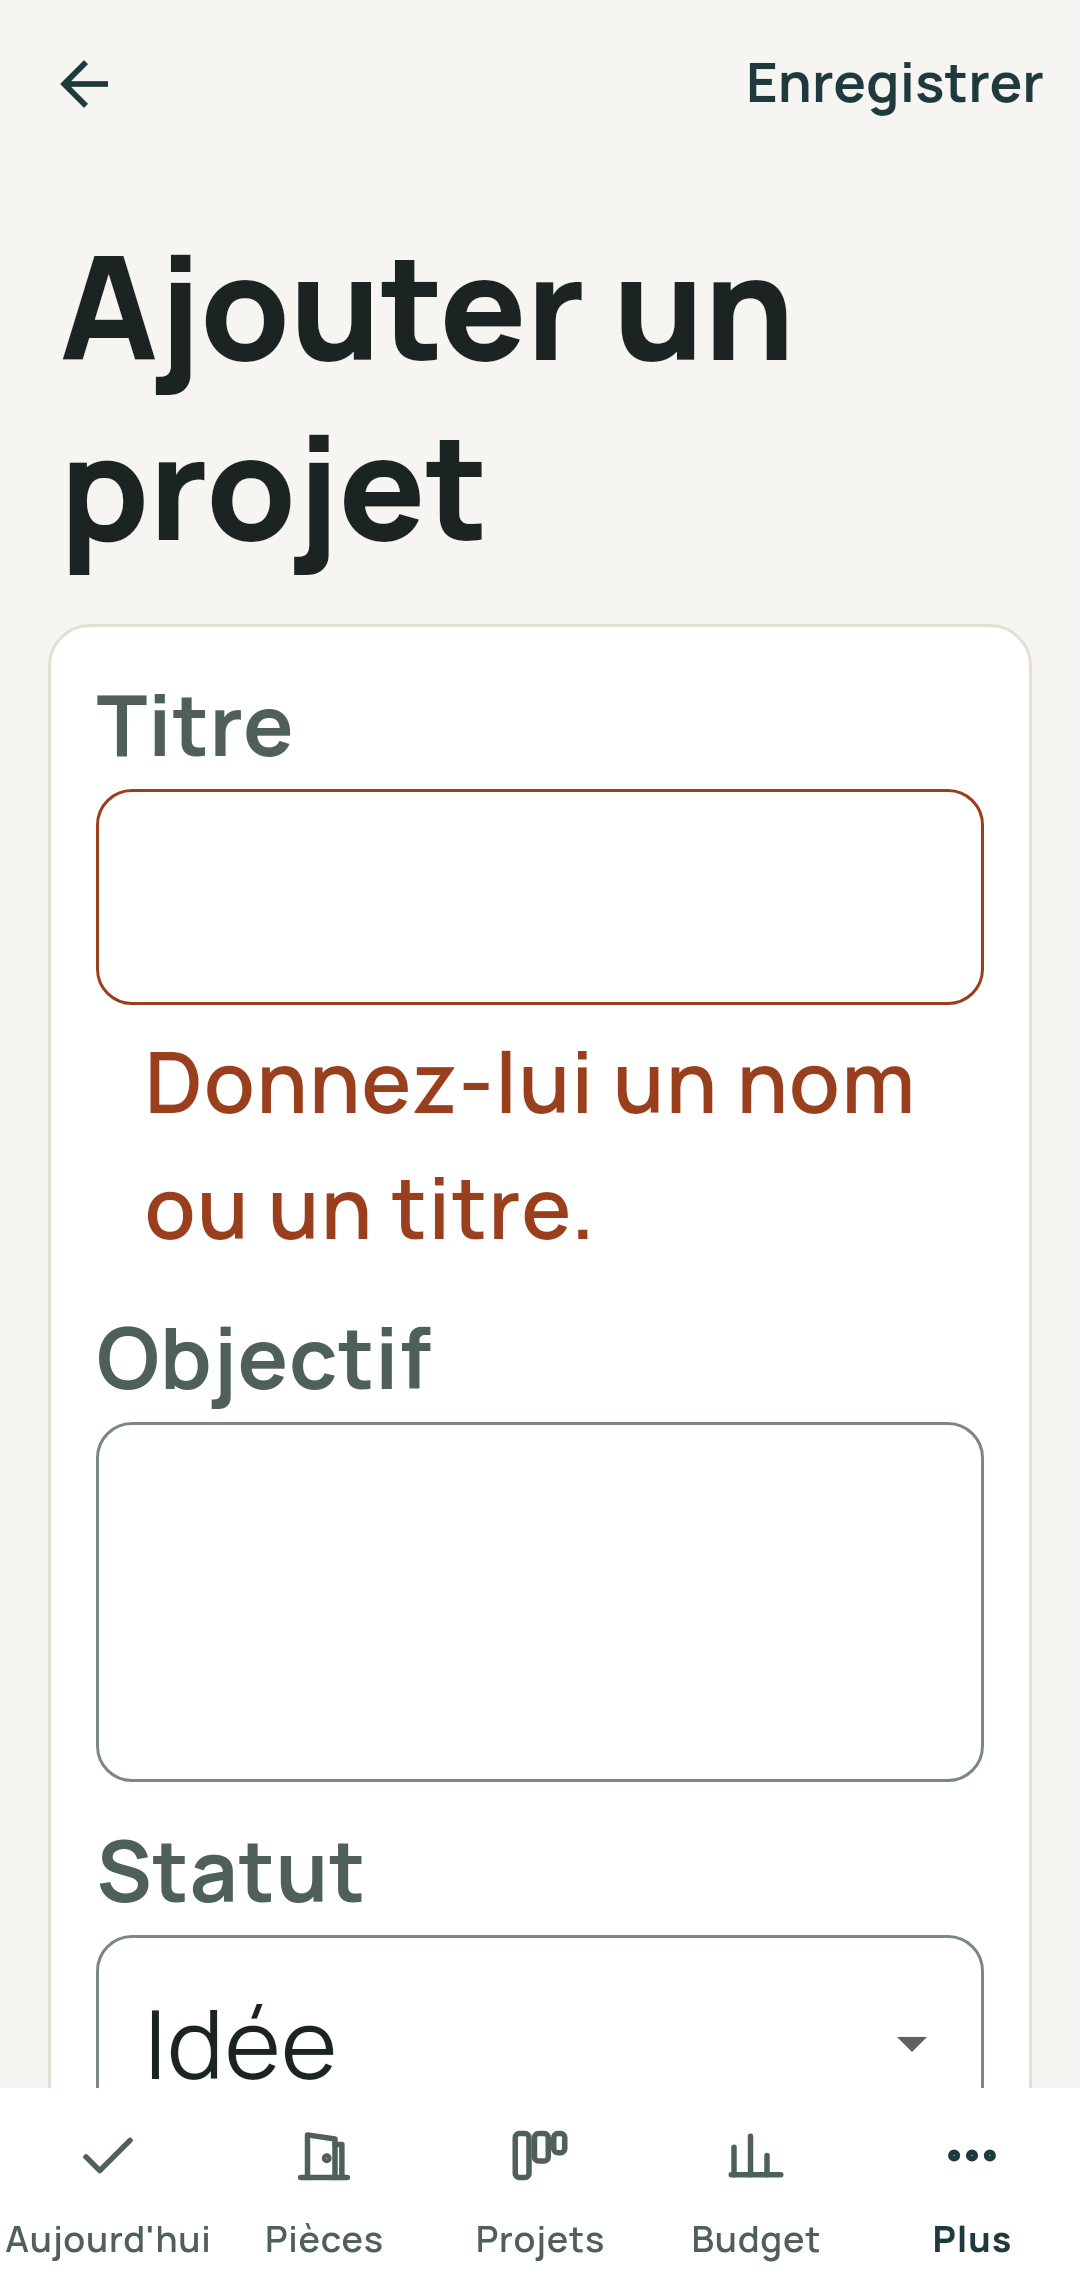 Enregistrer
Ajouter un
projet
Titre
Donnez-lui un nom
ou un titre.
Objectif
Statut
Idée
Aujourd'hui
Pièces
Projets
Budget
Plus